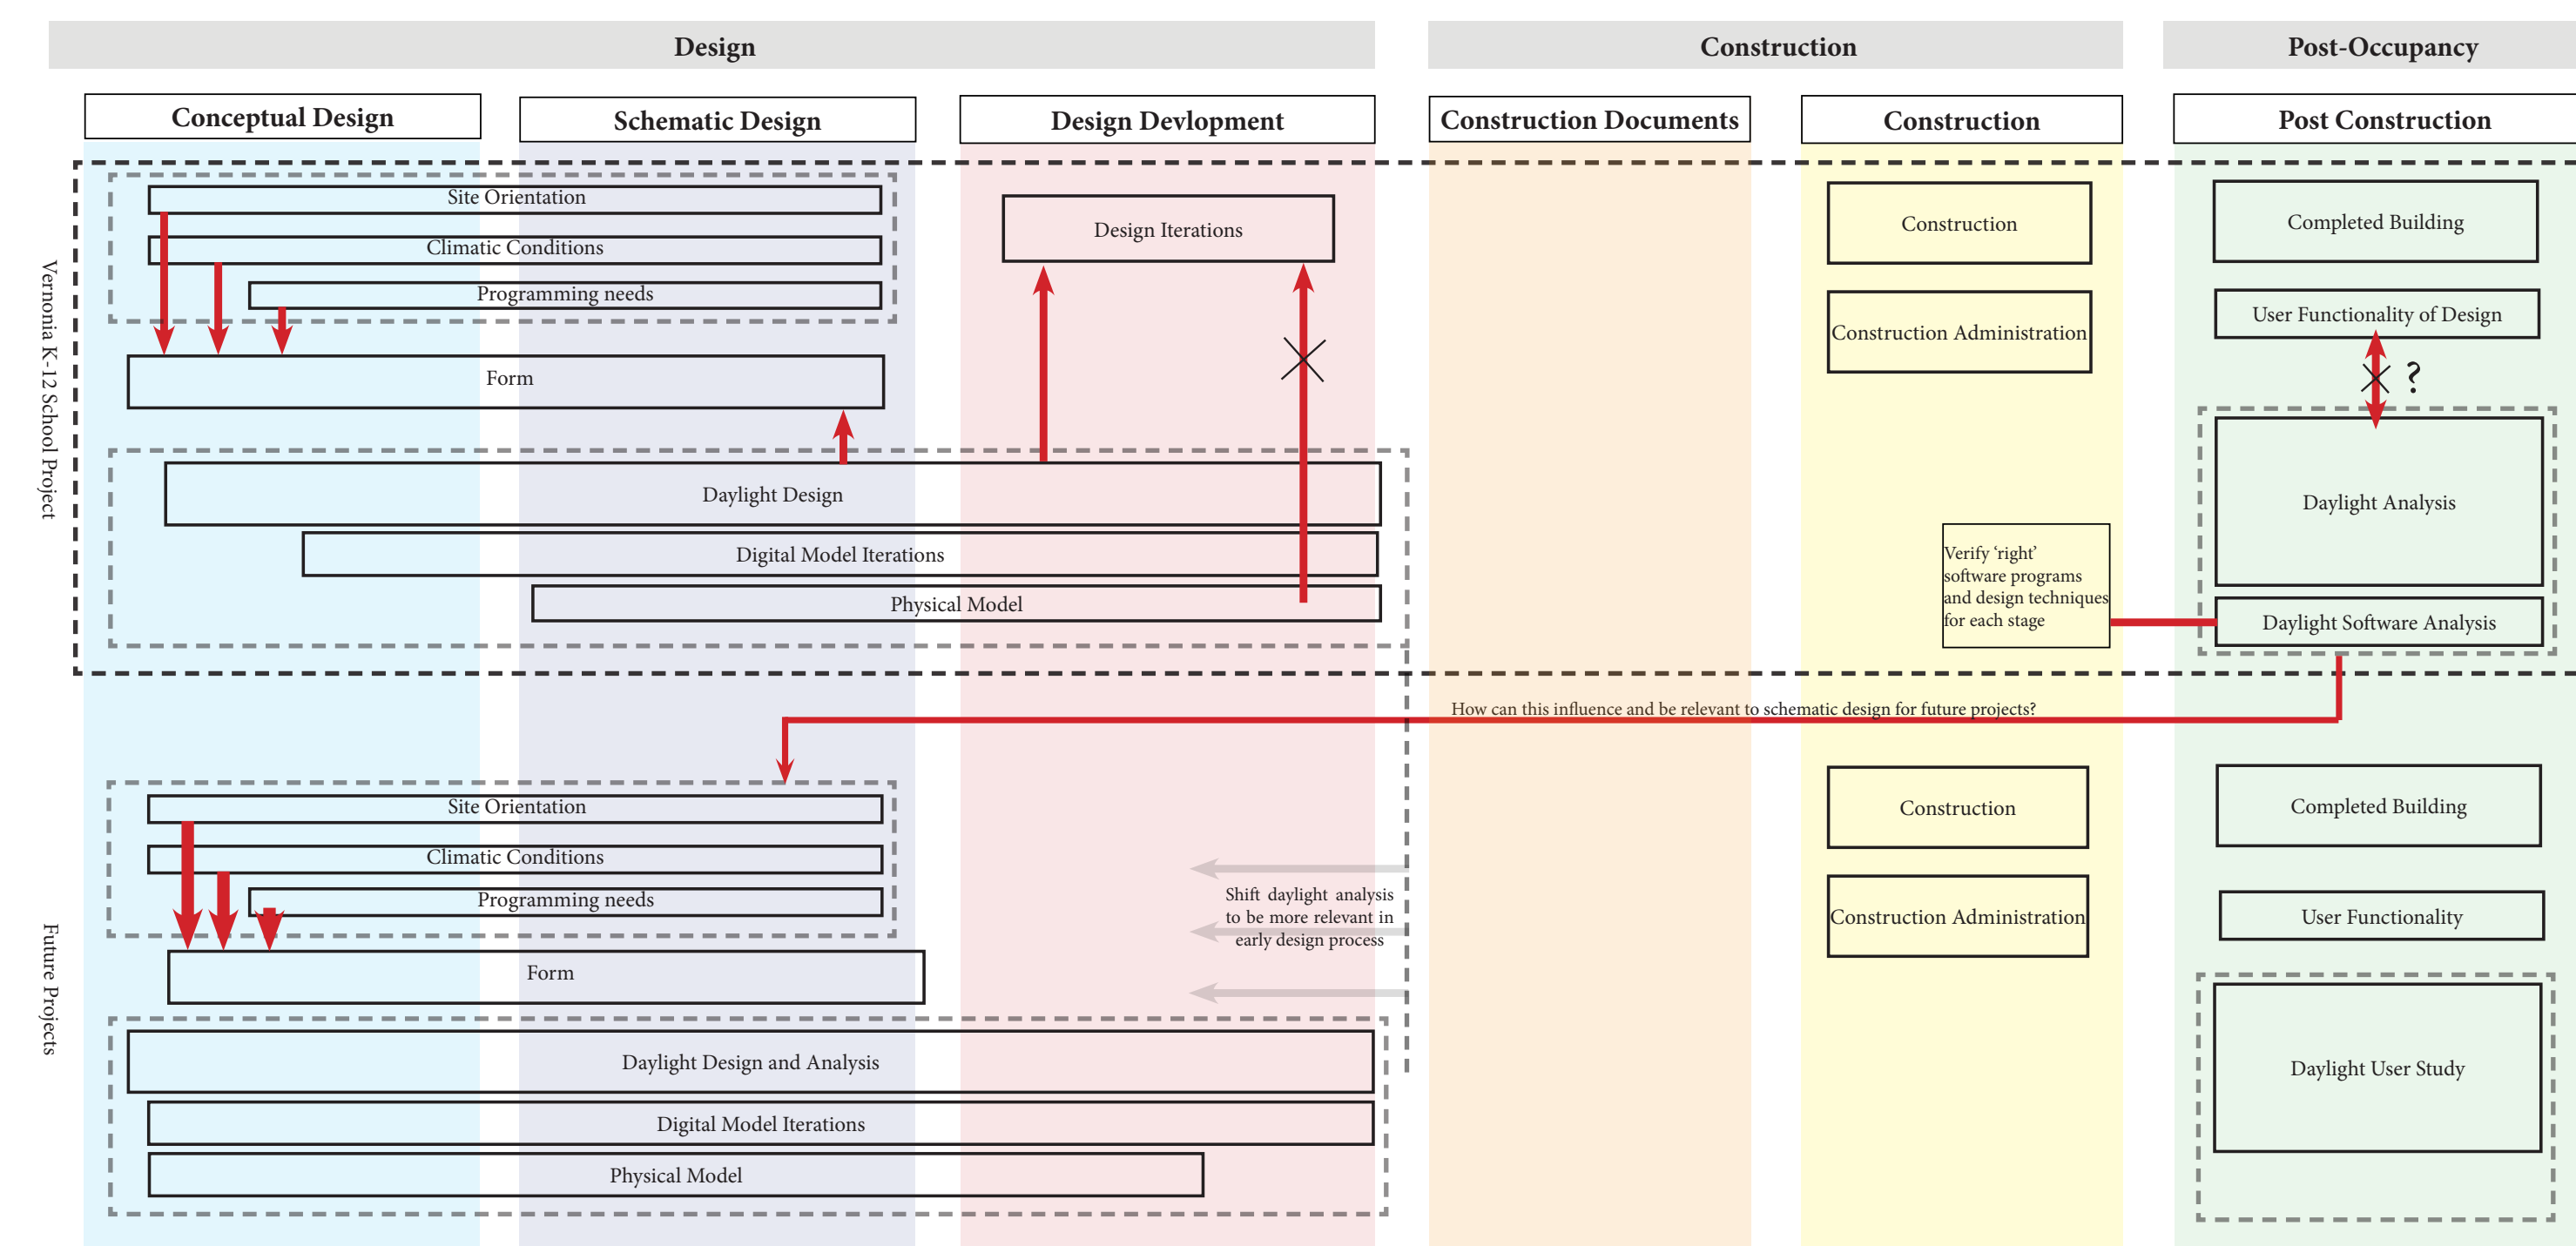 Design
Construction
Post-Occupancy
Conceptual Design
Schematic Design
Design Devlopment
Construction Documents
Construction
Post Construction
Vernonia K-12 School Project
Site Orientation
Climatic Conditions
Programming needs
Form
Daylight Design
Digital Model Iterations
Physical Model
Design Iterations
Construction
Construction Administration
Verify ‘right’
software programs
and design techniques
for each stage
Completed Building
User Functionality of Design
?
Daylight Analysis
Daylight Software Analysis
How can this influence and be relevant to schematic design for future projects?
Future Projects
Site Orientation
Climatic Conditions
Programming needs
Form
Daylight Design and Analysis
Digital Model Iterations
Physical Model
Shift daylight analysis
to be more relevant in
early design process
Construction
Construction Administration
Completed Building
User Functionality
Daylight User Study